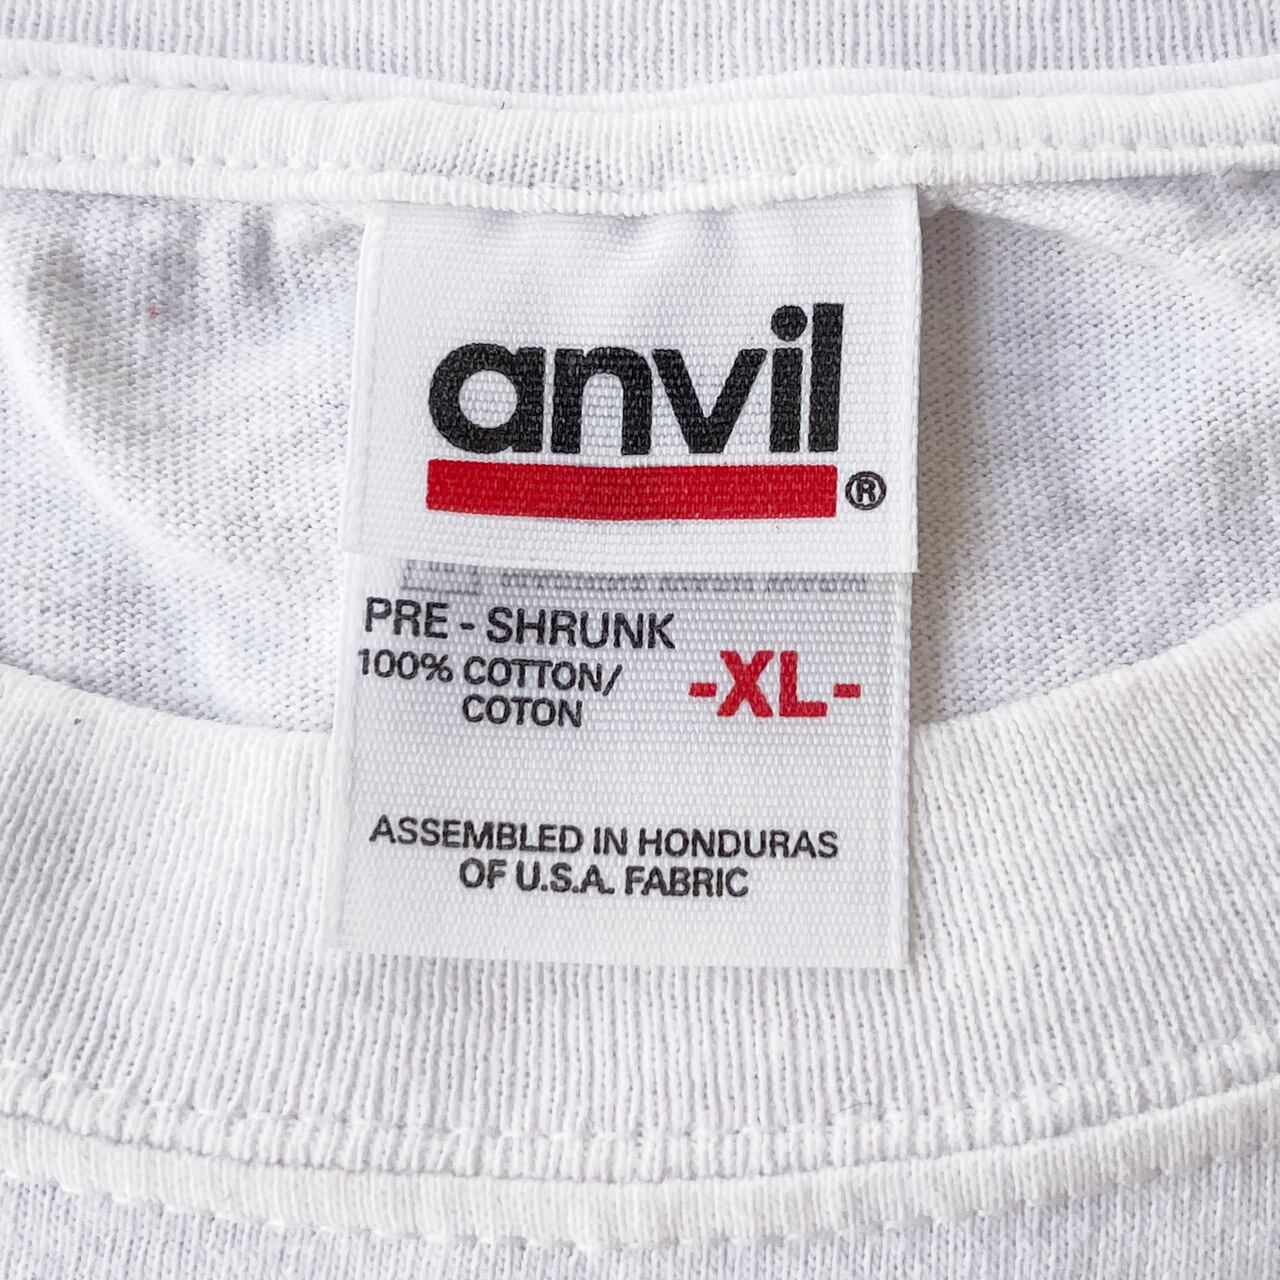 anvil
®
PRE - SHRUNK
100% COTTON/
COTON
-XL-
ASSEMBLED IN HONDURAS
OF U.S.A. FABRIC